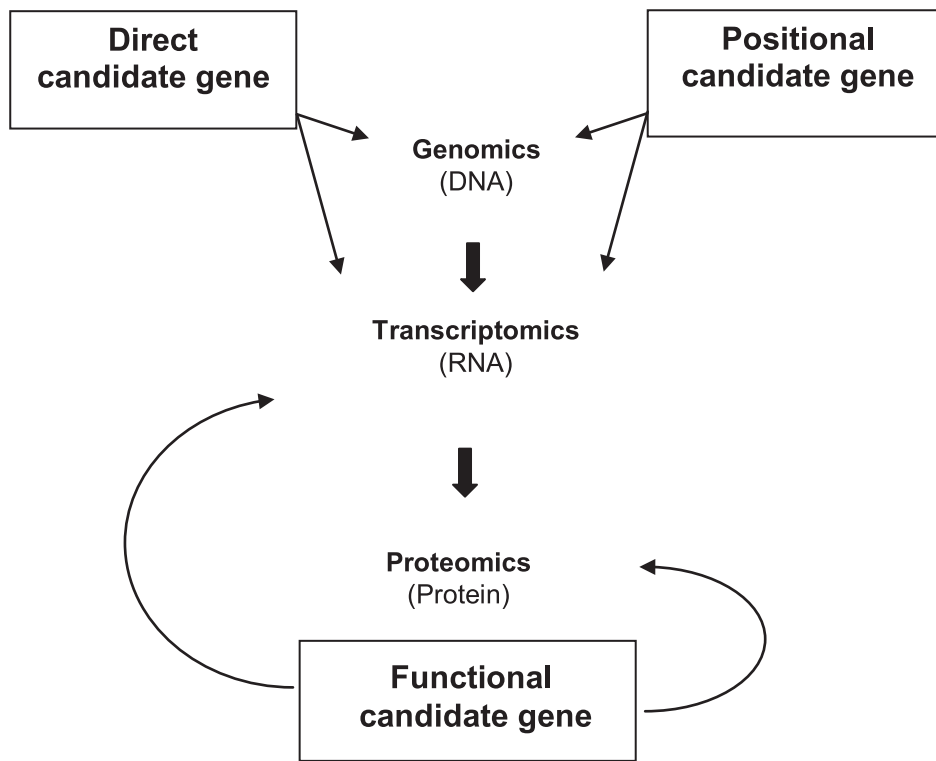 Direct
candidate gene
Positional
candidate gene
Genomics
(DNA)
Transcriptomics
(RNA)
Proteomics
(Protein)
Functional
candidate gene